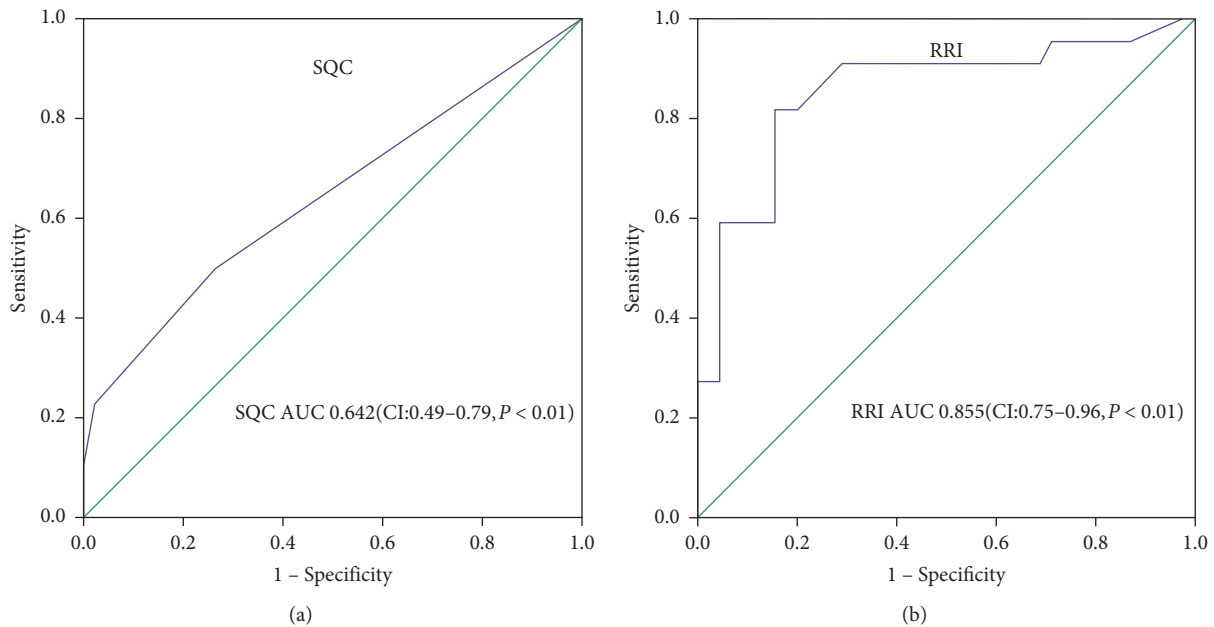 1.0
SQC
0.8
0.6
Sensitivity
0.4
0.2
SQC AUC 0.642(CI:0.49–0.79, P < 0.01)
0.0
0.0 0.2 0.4 0.6 0.8 1.0
1 – Specificity
(a)
1.0
RRI
0.8
0.6
Sensitivity
0.4
0.2
RRI AUC 0.855(CI:0.75–0.96, P < 0.01)
0.0
0.0 0.2 0.4 0.6 0.8 1.0
1 – Specificity
(b)